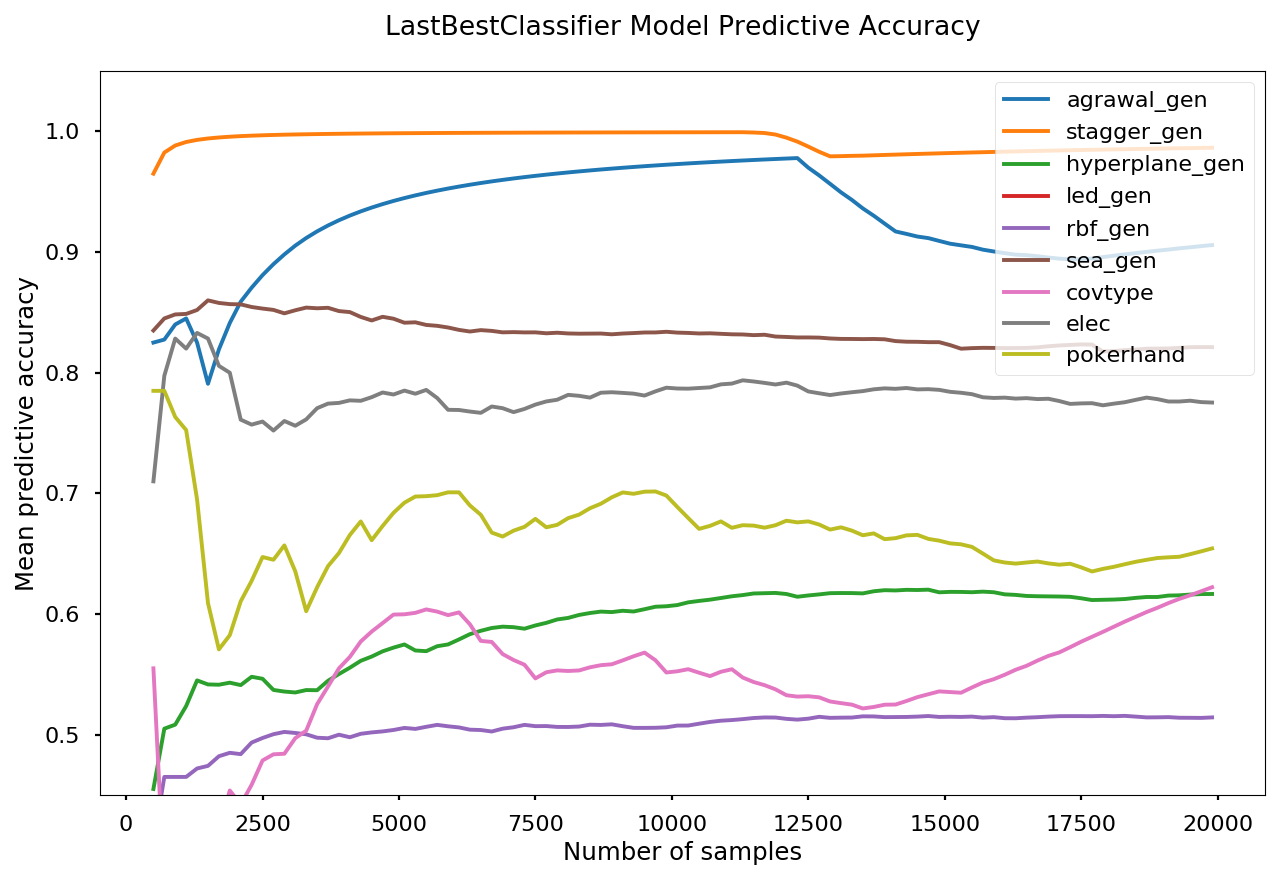 LastBestClassifier Model Predictive Accuracy
Mean predictive accuracy
1.0
0.9
0.8
0.7
0.6
0.5
agrawal_gen
stagger_gen
hyperplane_gen
led_gen
rbf_gen
sea_gen
covtype
elec
pokerhand
0 2500 5000 7500 10000 12500 15000 17500 20000
Number of samples